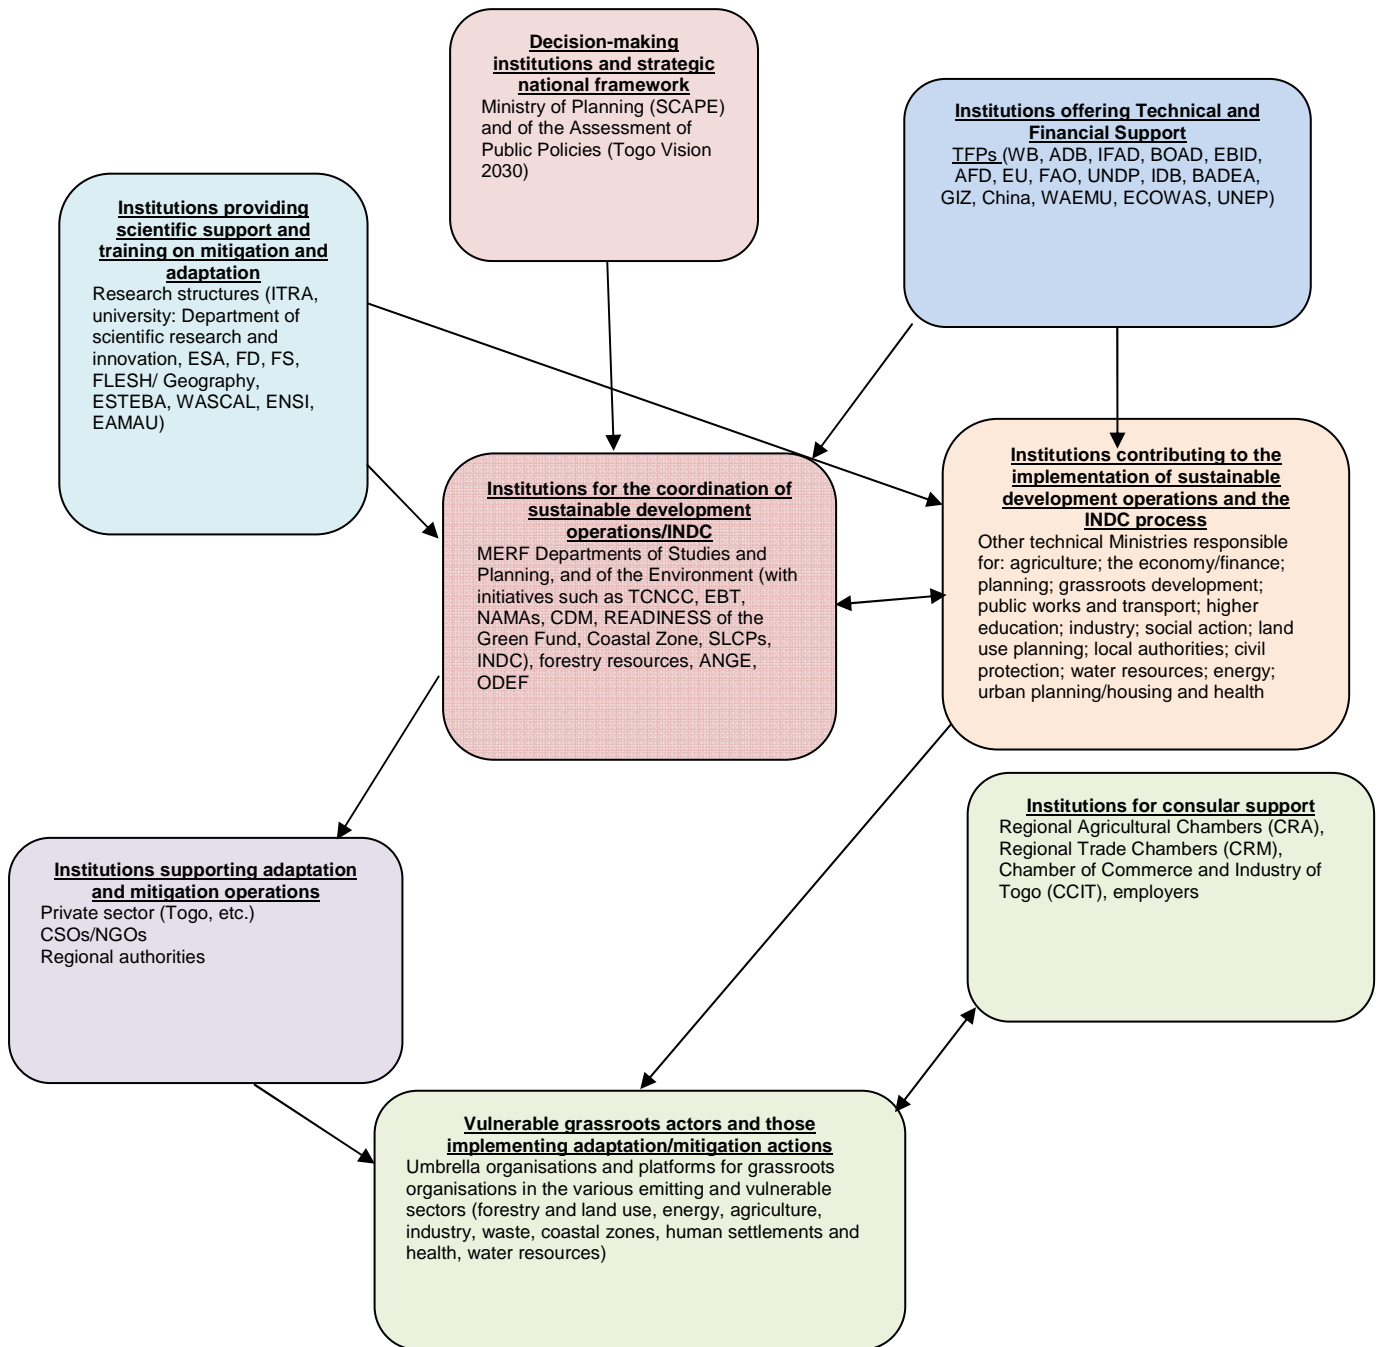 Decision-making
institutions and strategic
national framework
Ministry of Planning (SCAPE)
and of the Assessment of
Public Policies (Togo Vision
2030)
Institutions offering Technical and
Financial Support
TFPs (WB, ADB, IFAD, BOAD, EBID,
AFD, EU, FAO, UNDP, IDB, BADEA,
GIZ, China, WAEMU, ECOWAS, UNEP)
Institutions providing
scientific support and
training on mitigation and
adaptation
Research structures (ITRA,
university: Department of
scientific research and
innovation, ESA, FD, FS,
FLESH/ Geography,
ESTEBA, WASCAL, ENSI,
EAMAU)
Institutions for the coordination of
sustainable development
operations/INDC
MERF Departments of Studies and
Planning, and of the Environment (with
initiatives such as TCNCC, EBT,
NAMAs, CDM, READINESS of the
Green Fund, Coastal Zone, SLCPs,
INDC), forestry resources, ANGE,
ODEF
Institutions contributing to the
implementation of sustainable
development operations and the
INDC process
Other technical Ministries responsible
for: agriculture; the economy/finance;
planning; grassroots development;
public works and transport; higher
education; industry; social action; land
use planning; local authorities; civil
protection; water resources; energy;
urban planning/housing and health
Institutions for consular support
Regional Agricultural Chambers (CRA),
Regional Trade Chambers (CRM),
Chamber of Commerce and Industry of
Togo (CCIT), employers
Institutions supporting adaptation
and mitigation operations
Private sector (Togo, etc.)
CSOs/NGOs
Regional authorities
Vulnerable grassroots actors and those
implementing adaptation/mitigation actions
Umbrella organisations and platforms for grassroots
organisations in the various emitting and vulnerable
sectors (forestry and land use, energy, agriculture,
industry, waste, coastal zones, human settlements and
health, water resources)